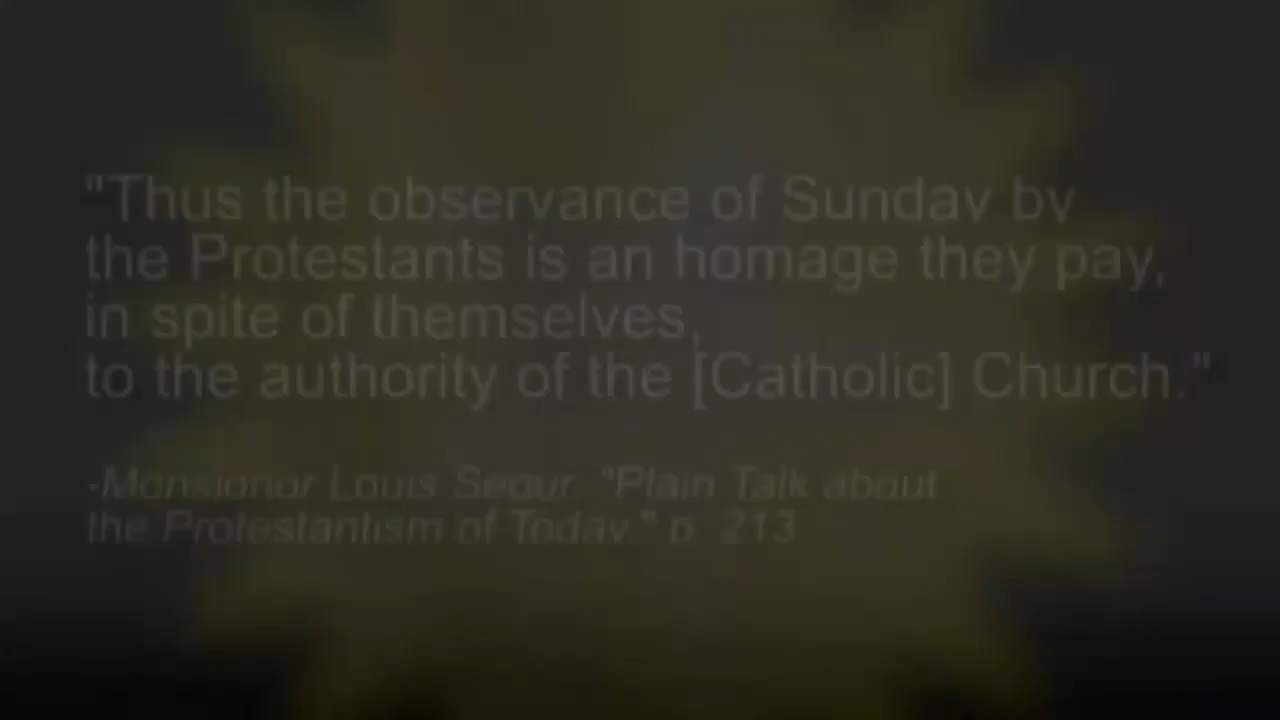 "Thus the observance of Sunday by
the Protestants is an homage they pay,
in spite of themselves,
to the authority of the [Catholic] Church."
-Monsignor Louis Segur, "Plain Talk about
the Protestantism of Today," p. 213